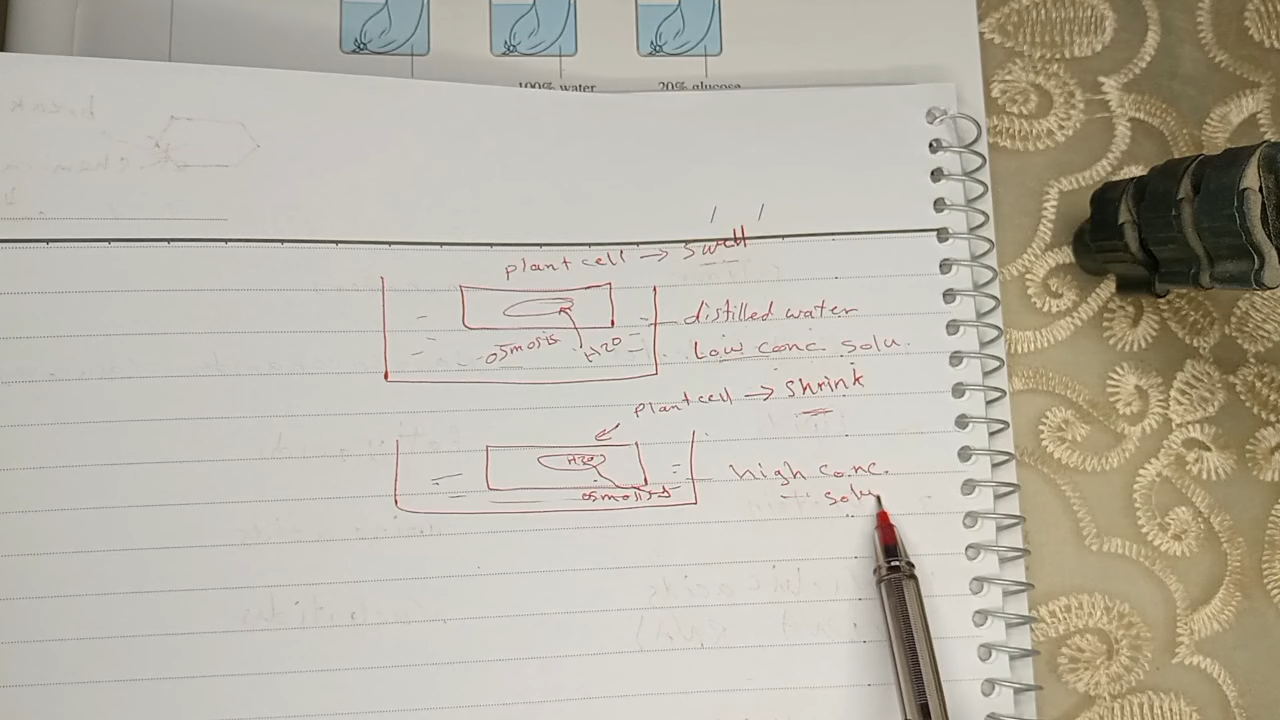 100% water
20% glucose
plant cell → swell
distilled water
low conc. solu.
osmosis
H2O
plant cell → shrink
H2O
high conc.
osmosis
solu